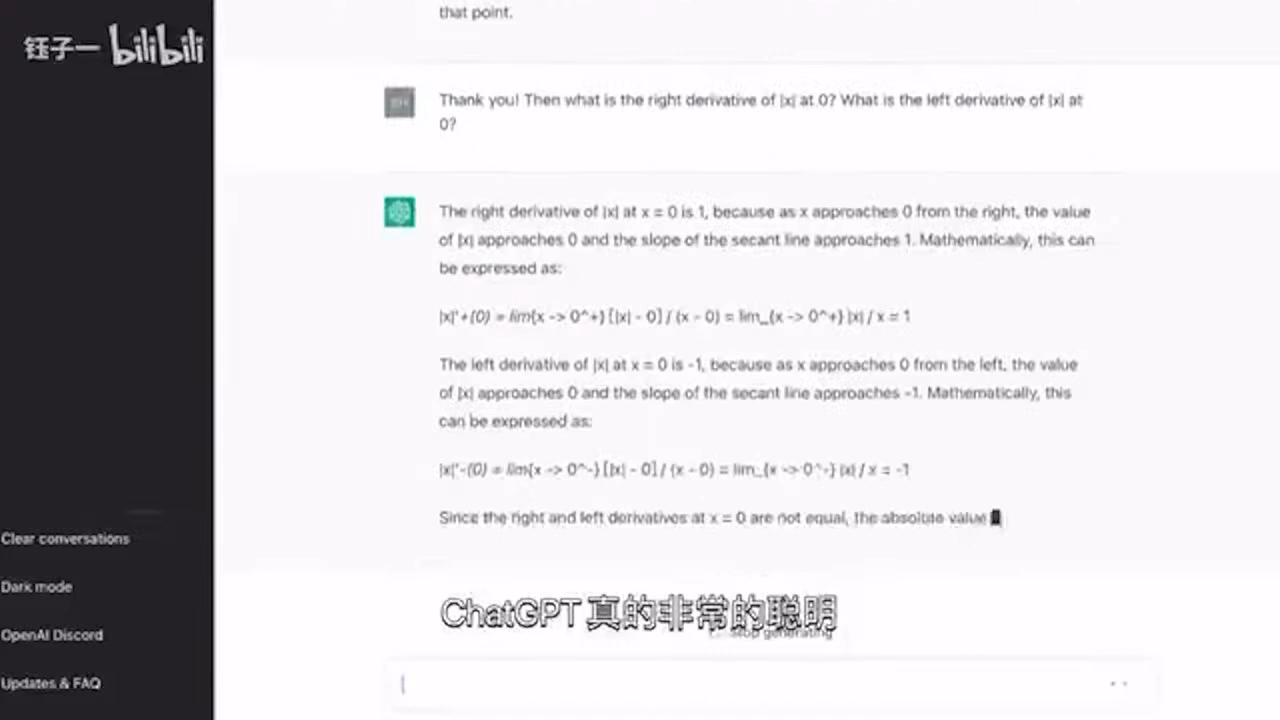 钰子一 bilibili
that point.
Thank you! Then what is the right derivative of |x| at 0? What is the left derivative of |x| at
0?
The right derivative of |x| at x = 0 is 1, because as x approaches 0 from the right, the value
of |x| approaches 0 and the slope of the secant line approaches 1. Mathematically, this can
be expressed as:
|x|'+(0) = lim{x -> 0^+} [|x| - 0] / (x - 0) = lim_{x -> 0^+} |x| / x = 1
The left derivative of |x| at x = 0 is -1, because as x approaches 0 from the left, the value
of |x| approaches 0 and the slope of the secant line approaches -1. Mathematically, this
can be expressed as:
|x|'-(0) = lim{x -> 0^-} [|x| - 0] / (x - 0) = lim_{x -> 0^-} |x| / x = -1
Since the right and left derivatives at x = 0 are not equal, the absolute value
Clear conversations
Dark mode
OpenAI Discord
Updates & FAQ
ChatGPT 真的非常的聪明
Stop generating